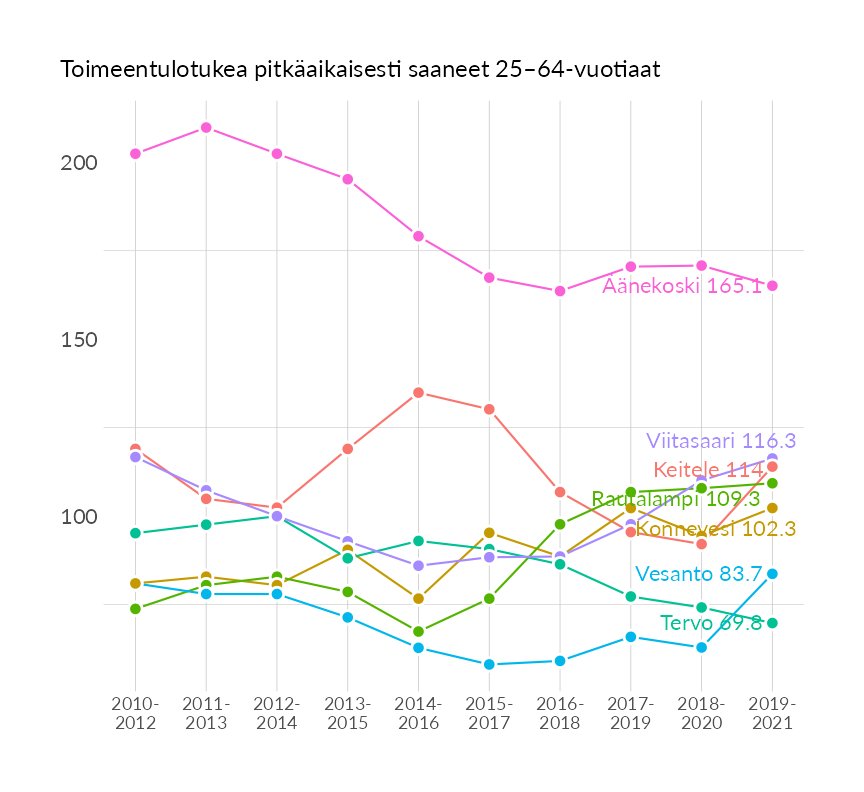 Toimeentulotukea pitkäaikaisesti saaneet 25–64-vuotiaat
200
150
100
Äänekoski 165.1
Viitasaari 116.3
Keitele 114
Rautalampi 109.3
Konnevesi 102.3
Vesanto 83.7
Tervo 69.8
2010- 2011- 2012- 2013- 2014- 2015- 2016- 2017- 2018- 2019-
2012 2013 2014 2015 2016 2017 2018 2019 2020 2021